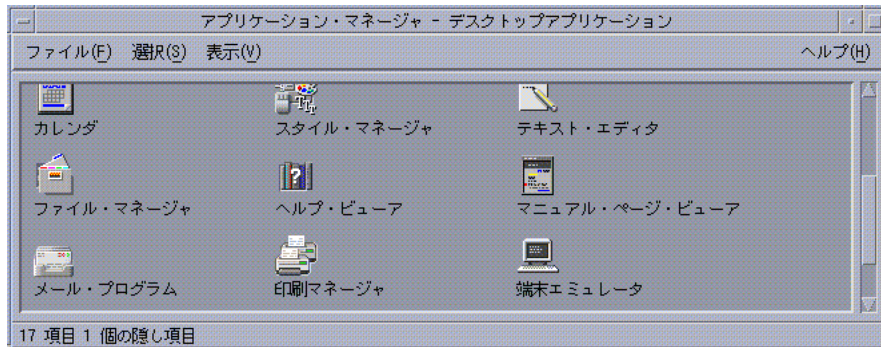 アプリケーション・マネージャ - デスクトップアプリケーション
ファイル(F) 選択(S) 表示(V) ヘルプ(H)
カレンダ スタイル・マネージャ テキスト・エディタ
ファイル・マネージャ ヘルプ・ビューア マニュアル・ページ・ビューア
メール・プログラム 印刷マネージャ 端末エミュレータ
17 項目 1 個の隠し項目